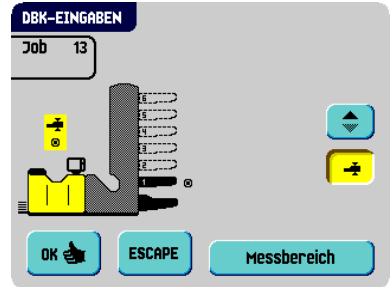 DBK-EINGABEN
Job 13
6
5
4
3
2
1
OK
ESCAPE
Messbereich